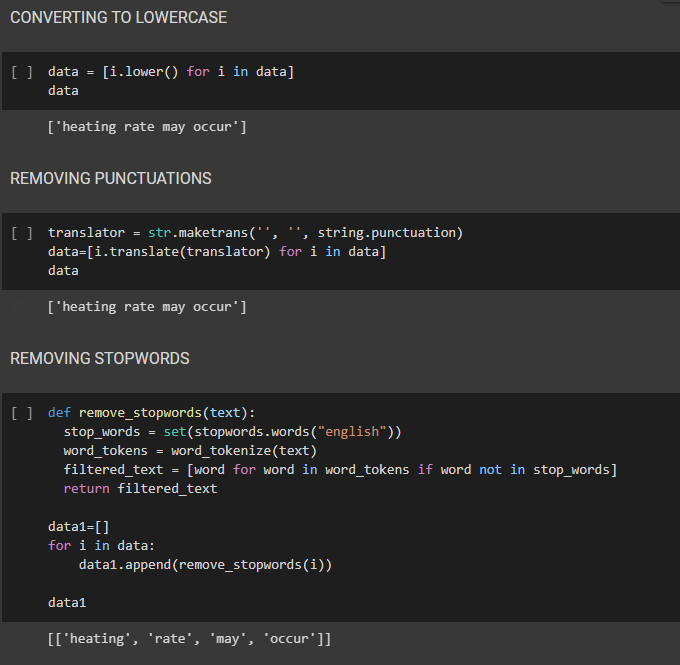 CONVERTING TO LOWERCASE
[ ] data = [i.lower() for i in data]
data
['heating rate may occur']
REMOVING PUNCTUATIONS
[ ] translator = str.maketrans('', '', string.punctuation)
data=[i.translate(translator) for i in data]
data
['heating rate may occur']
REMOVING STOPWORDS
[ ] def remove_stopwords(text):
  stop_words = set(stopwords.words("english"))
  word_tokens = word_tokenize(text)
  filtered_text = [word for word in word_tokens if word not in stop_words]
  return filtered_text
data1=[]
for i in data:
    data1.append(remove_stopwords(i))
data1
[['heating', 'rate', 'may', 'occur']]